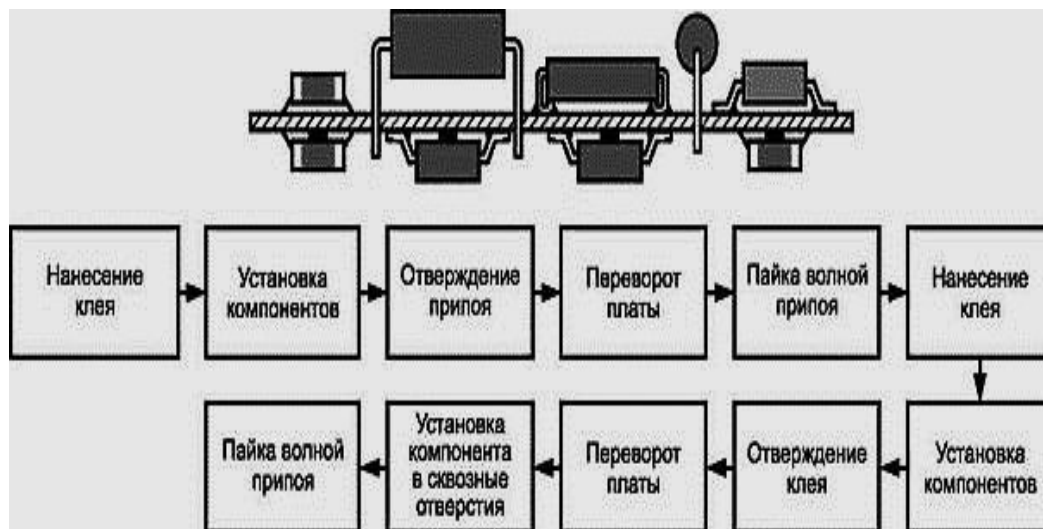 Нанесение
клея
Установка
компонентов
Отверждение
припоя
Переворот
платы
Пайка волной
припоя
Нанесение
клея
Установка
компонентов
Отверждение
клея
Переворот
платы
Установка
компонента
в сквозные
отверстия
Пайка волной
припоя